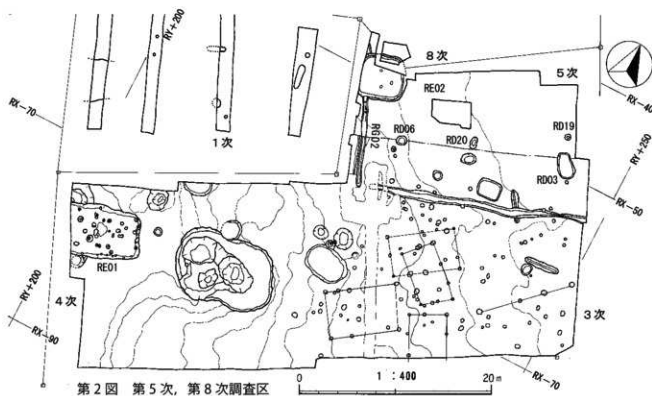 RY+200
8次
5次
RE02
RX-40
RX-70
RG02
RD06
RD20
RD19
1次
RD03
RY+250
RX-50
RE01
RY+200
4次
3次
RX-90
RX-70
第2図 第5次, 第8次調査区
0 1:400 20m